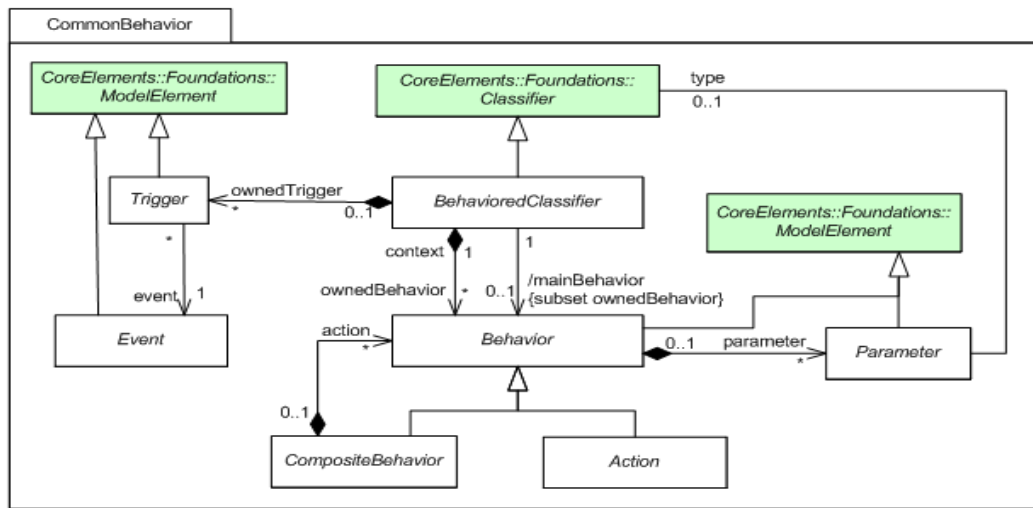 CommonBehavior
CoreElements::Foundations::
ModelElement
CoreElements::Foundations::
Classifier
type
0..1
Trigger
ownedTrigger
*
0..1
BehavioredClassifier
CoreElements::Foundations::
ModelElement
*
context
1
1
event
1
ownedBehavior
*
0..1
/mainBehavior
{subset ownedBehavior}
Event
action
*
Behavior
0..1
parameter
*
Parameter
0..1
CompositeBehavior
Action